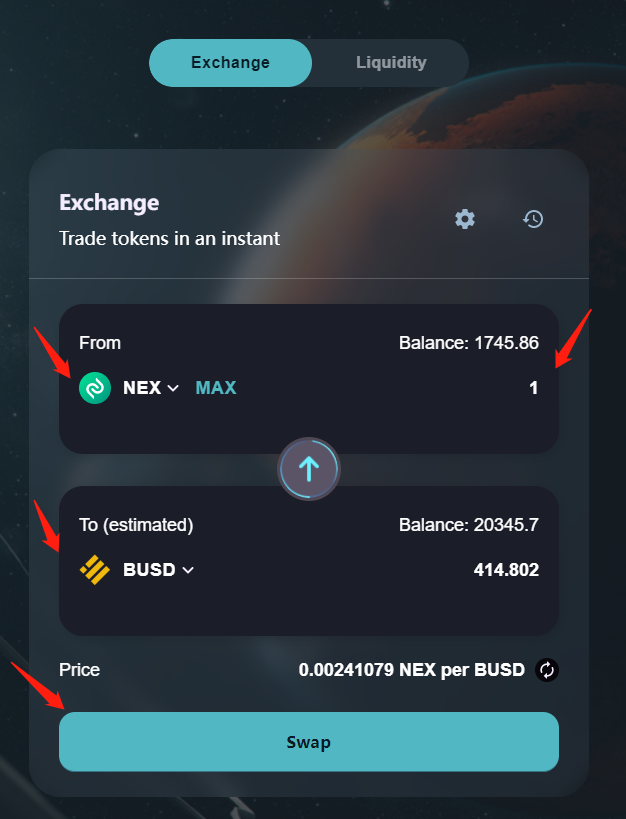 Exchange Liquidity
Exchange
Trade tokens in an instant
From Balance: 1745.86
NEX MAX 1
To (estimated) Balance: 20345.7
BUSD 414.802
Price 0.00241079 NEX per BUSD
Swap